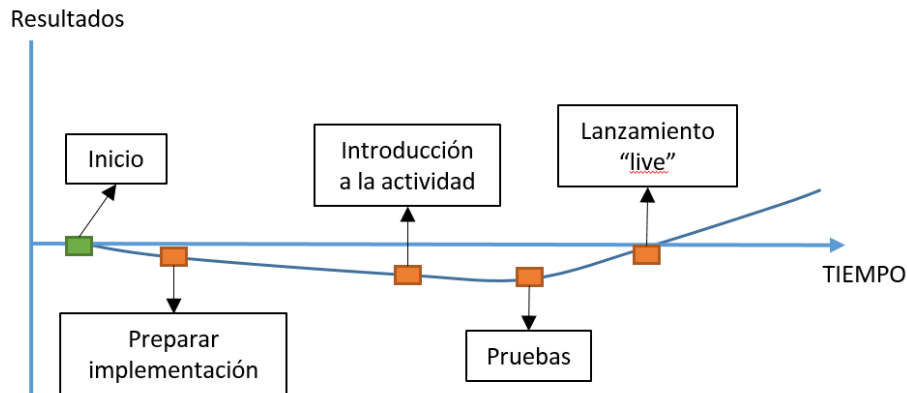 Resultados
Inicio
Introducción
a la actividad
Lanzamiento
“live”
TIEMPO
Preparar
implementación
Pruebas